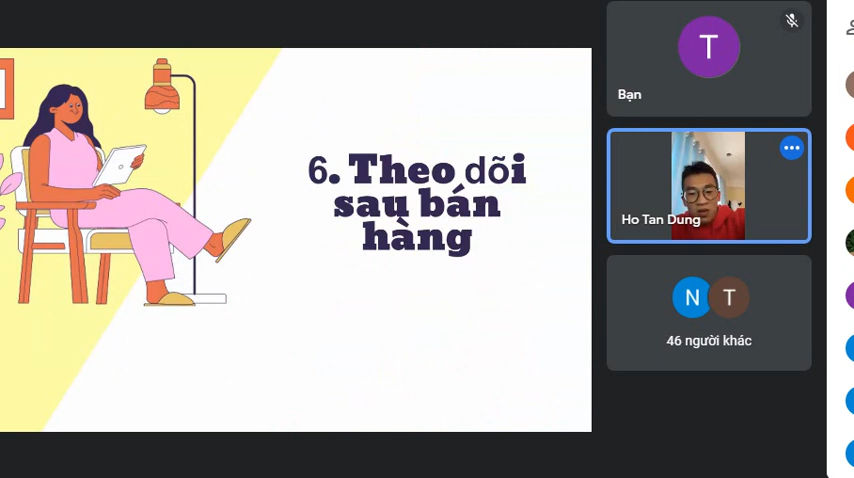 6. Theo dõi
sau bán
hàng
T
Bạn
Ho Tan Dung
N
T
46 người khác